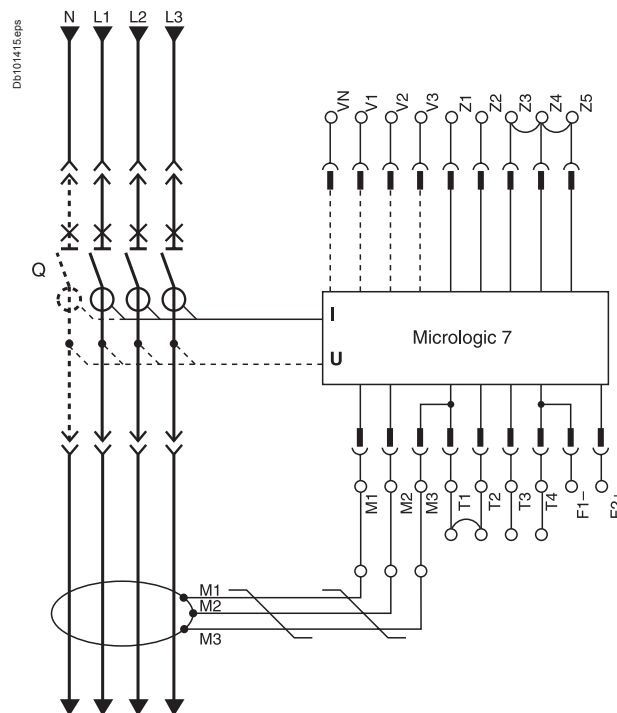 Db101415.eps
N L1 L2 L3
VN V1 V2 V3 Z1 Z2 Z3 Z4 Z5
Q
I
Micrologic 7
U
M1 M2 M3 T1 T2 T3 T4 F1–
M1
M2
M3